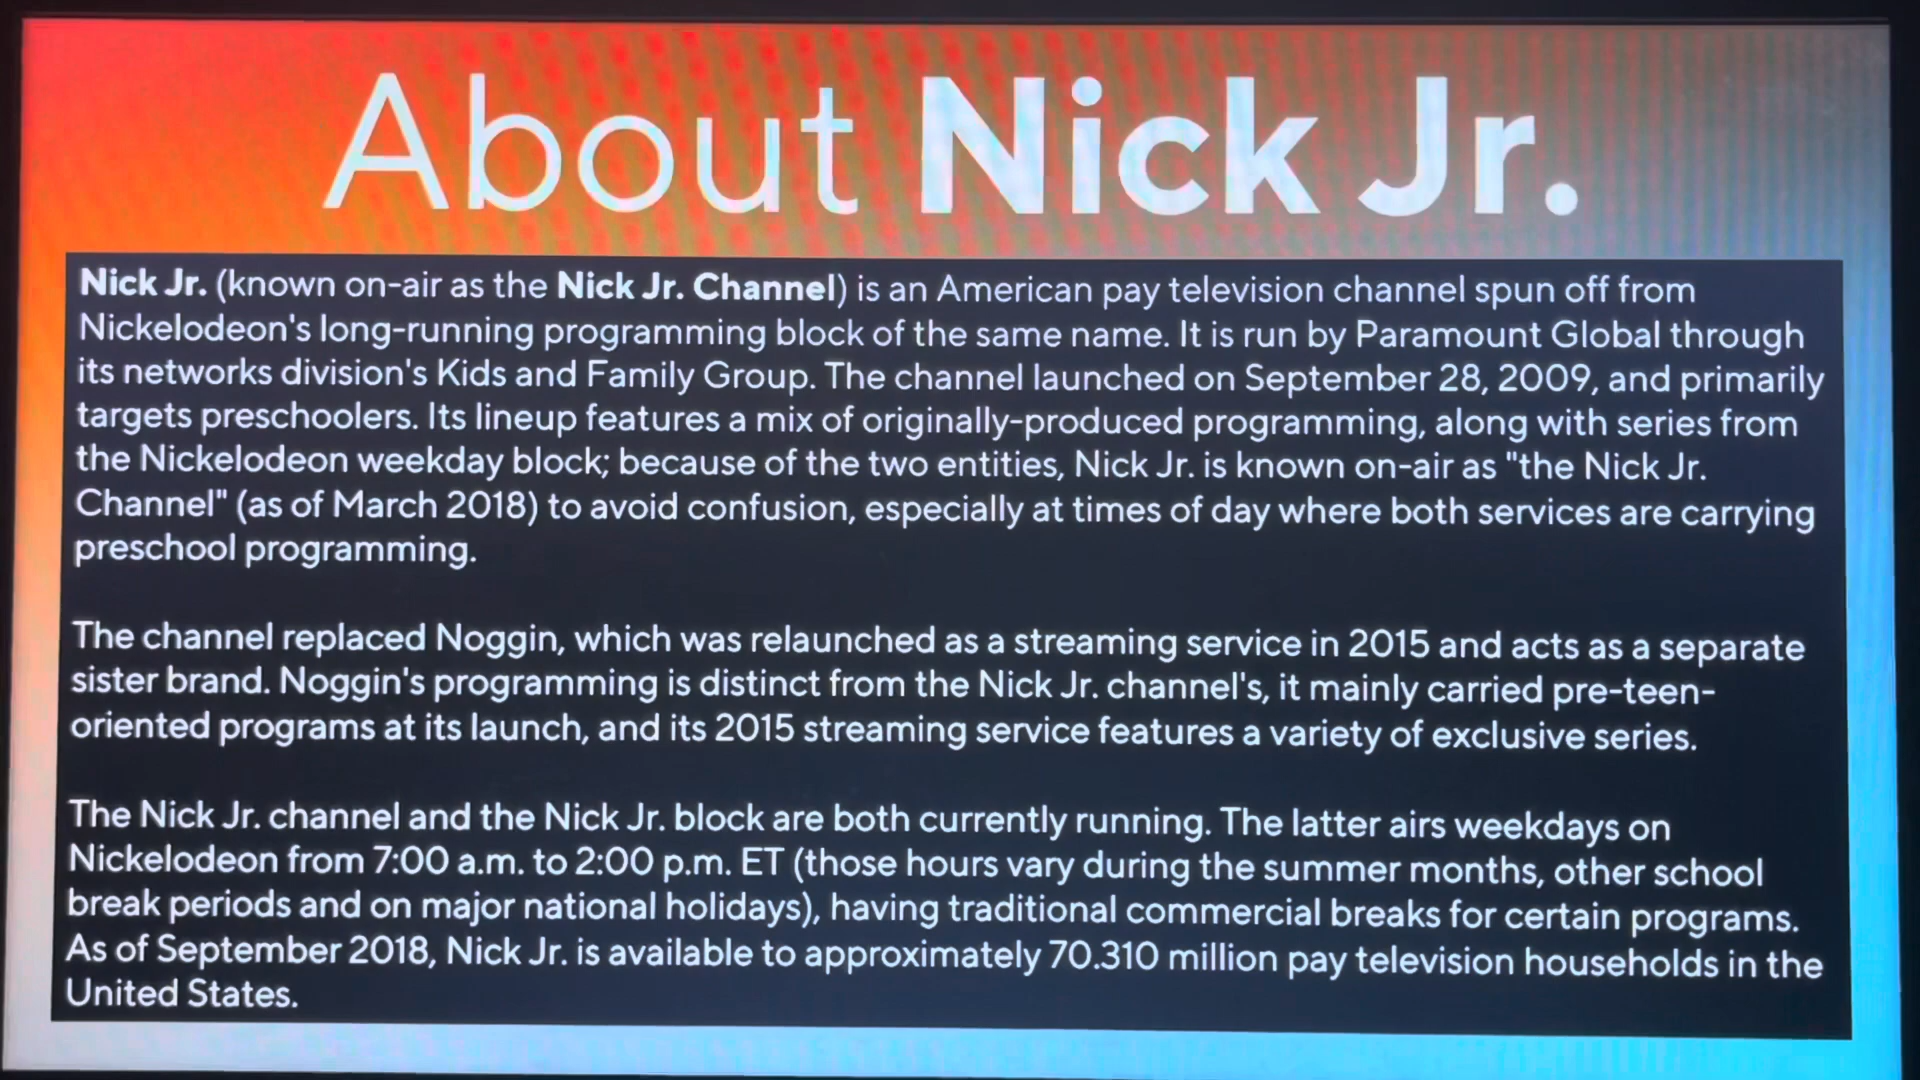 About Nick Jr.
Nick Jr. (known on-air as the Nick Jr. Channel) is an American pay television channel spun off from
Nickelodeon's long-running programming block of the same name. It is run by Paramount Global through
its networks division's Kids and Family Group. The channel launched on September 28, 2009, and primarily
targets preschoolers. Its lineup features a mix of originally-produced programming, along with series from
the Nickelodeon weekday block; because of the two entities, Nick Jr. is known on-air as "the Nick Jr.
Channel" (as of March 2018) to avoid confusion, especially at times of day where both services are carrying
preschool programming.
The channel replaced Noggin, which was relaunched as a streaming service in 2015 and acts as a separate
sister brand. Noggin's programming is distinct from the Nick Jr. channel's, it mainly carried pre-teen-
oriented programs at its launch, and its 2015 streaming service features a variety of exclusive series.
The Nick Jr. channel and the Nick Jr. block are both currently running. The latter airs weekdays on
Nickelodeon from 7:00 a.m. to 2:00 p.m. ET (those hours vary during the summer months, other school
break periods and on major national holidays), having traditional commercial breaks for certain programs.
As of September 2018, Nick Jr. is available to approximately 70.310 million pay television households in the
United States.